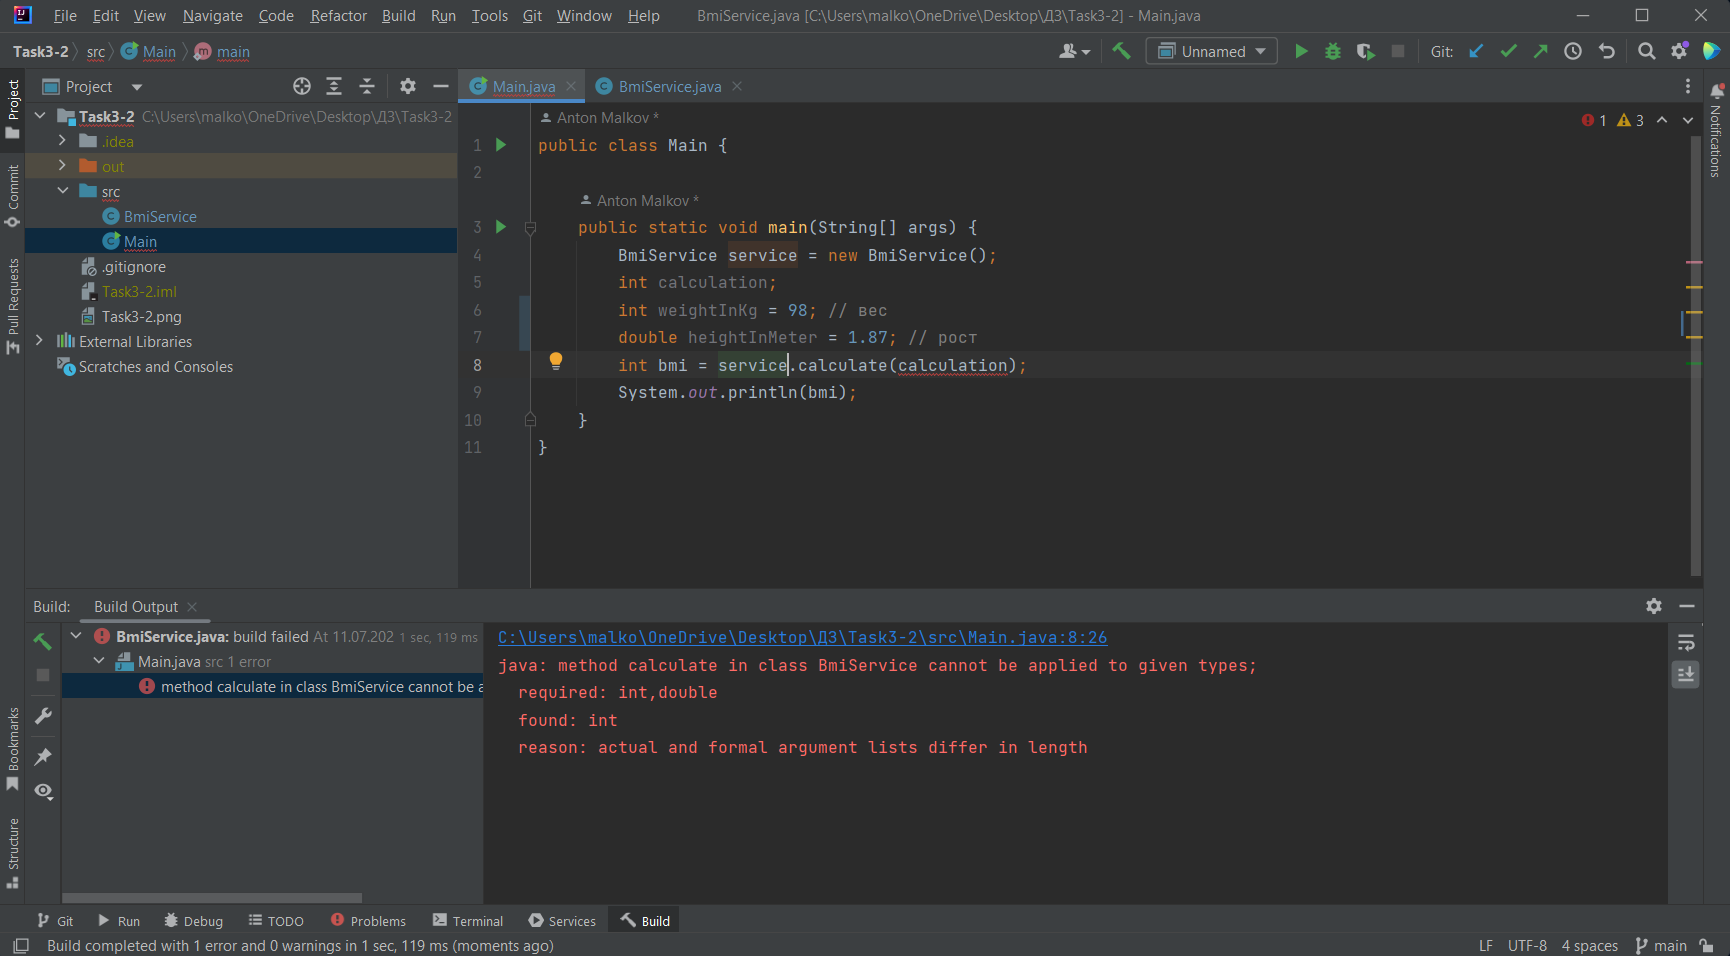 File Edit View Navigate Code Refactor Build Run Tools Git Window Help BmiService.java [C:\Users\malko\OneDrive\Desktop\ДЗ\Task3-2] - Main.java
Task3-2 src Main main Unnamed Git:
Project
Commit
Pull Requests
Bookmarks
Structure
Project
Task3-2 C:\Users\malko\OneDrive\Desktop\ДЗ\Task3-2
.idea
out
src
BmiService
Main
.gitignore
Task3-2.iml
Task3-2.png
External Libraries
Scratches and Consoles
Main.java BmiService.java
Notifications
Anton Malkov *
1 3
1 public class Main {
2
Anton Malkov *
3 public static void main(String[] args) {
4 BmiService service = new BmiService();
5 int calculation;
6 int weightInKg = 98; // вес
7 double heightInMeter = 1.87; // рост
8 int bmi = service.calculate(calculation);
9 System.out.println(bmi);
10 }
11 }
Build: Build Output
BmiService.java: build failed At 11.07.202 1 sec, 119 ms
Main.java src 1 error
method calculate in class BmiService cannot be a
C:\Users\malko\OneDrive\Desktop\ДЗ\Task3-2\src\Main.java:8:26
java: method calculate in class BmiService cannot be applied to given types;
required: int,double
found: int
reason: actual and formal argument lists differ in length
Git Run Debug TODO Problems Terminal Services Build
Build completed with 1 error and 0 warnings in 1 sec, 119 ms (moments ago) LF UTF-8 4 spaces main